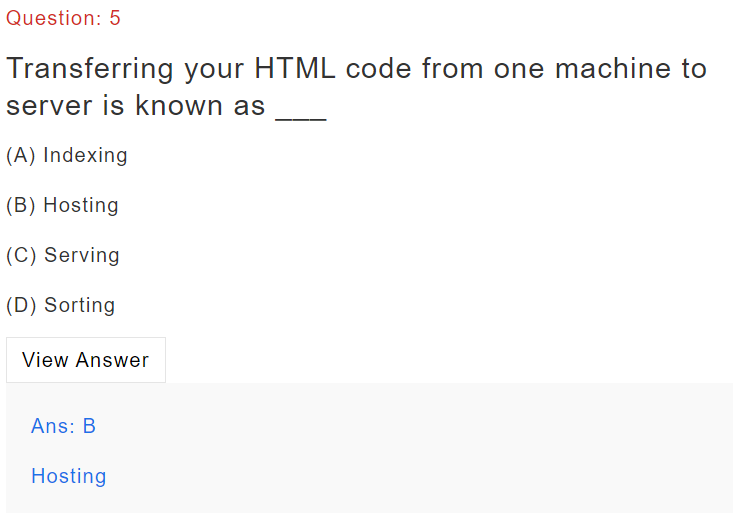 Question: 5
Transferring your HTML code from one machine to
server is known as ___
(A) Indexing
(B) Hosting
(C) Serving
(D) Sorting
View Answer
Ans: B
Hosting